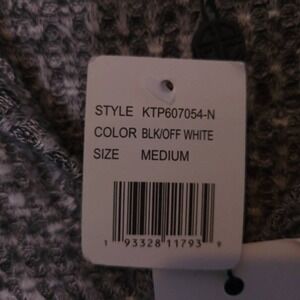 STYLE KTP607054-N
COLOR BLK/OFF WHITE
SIZE MEDIUM
1 93328 11793 9